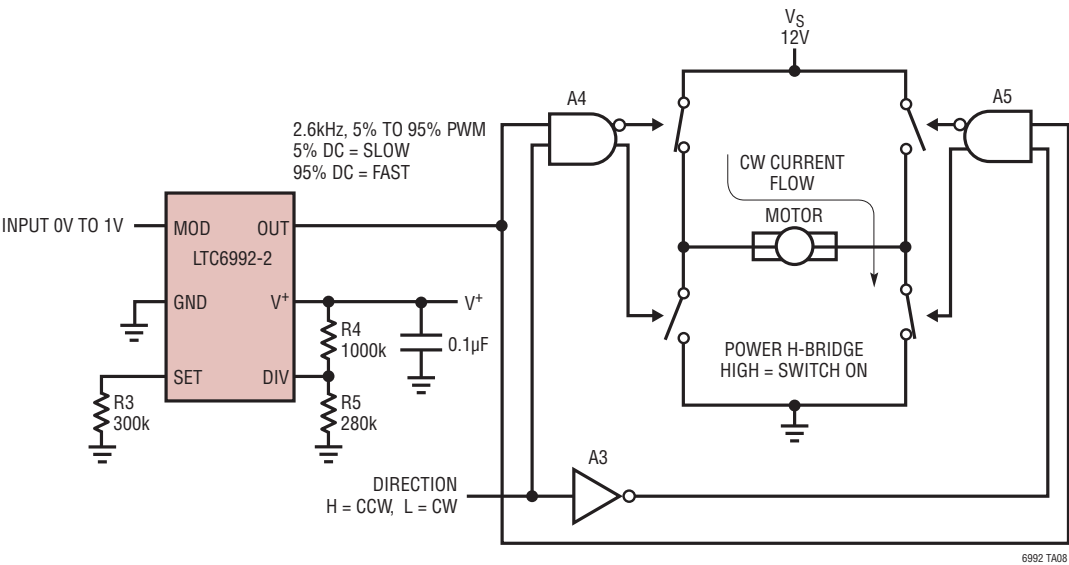 V_S
12V
A4
A5
2.6kHz, 5% TO 95% PWM
5% DC = SLOW
95% DC = FAST
CW CURRENT
FLOW
MOTOR
INPUT 0V TO 1V
MOD
OUT
LTC6992-2
GND
V+
V+
R4
1000k
0.1µF
SET
DIV
R3
300k
R5
280k
POWER H-BRIDGE
HIGH = SWITCH ON
A3
DIRECTION
H = CCW, L = CW
6992 TA08